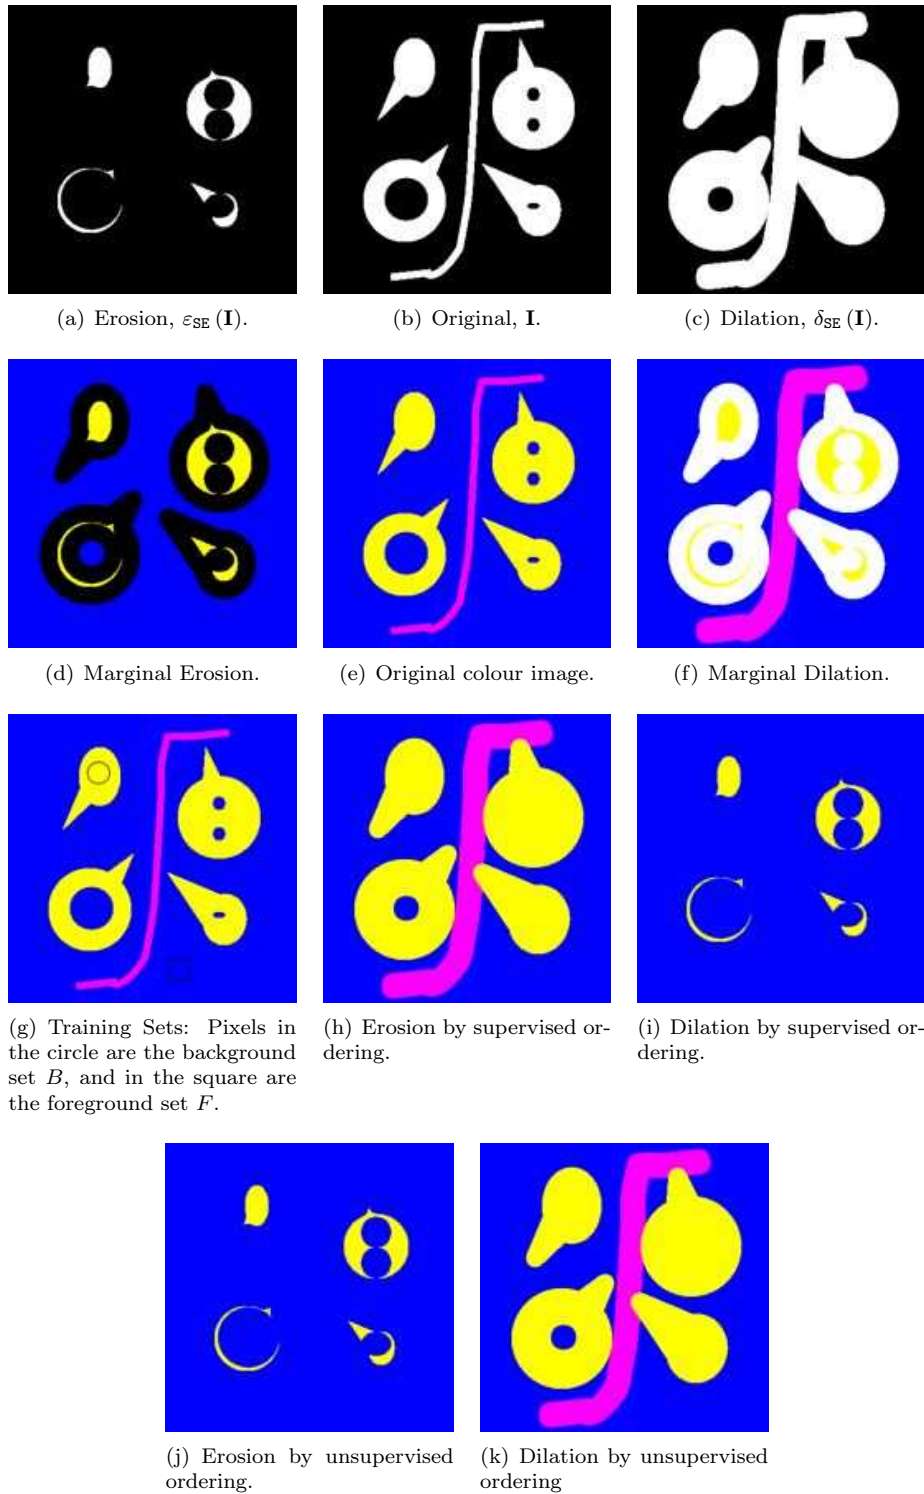 (a) Erosion, ε_SE (I).
(b) Original, I.
(c) Dilation, δ_SE (I).
(d) Marginal Erosion.
(e) Original colour image.
(f) Marginal Dilation.
(g) Training Sets: Pixels in
the circle are the background
set B, and in the square are
the foreground set F.
(h) Erosion by supervised or-
dering.
(i) Dilation by supervised or-
dering.
(j) Erosion by unsupervised
ordering.
(k) Dilation by unsupervised
ordering